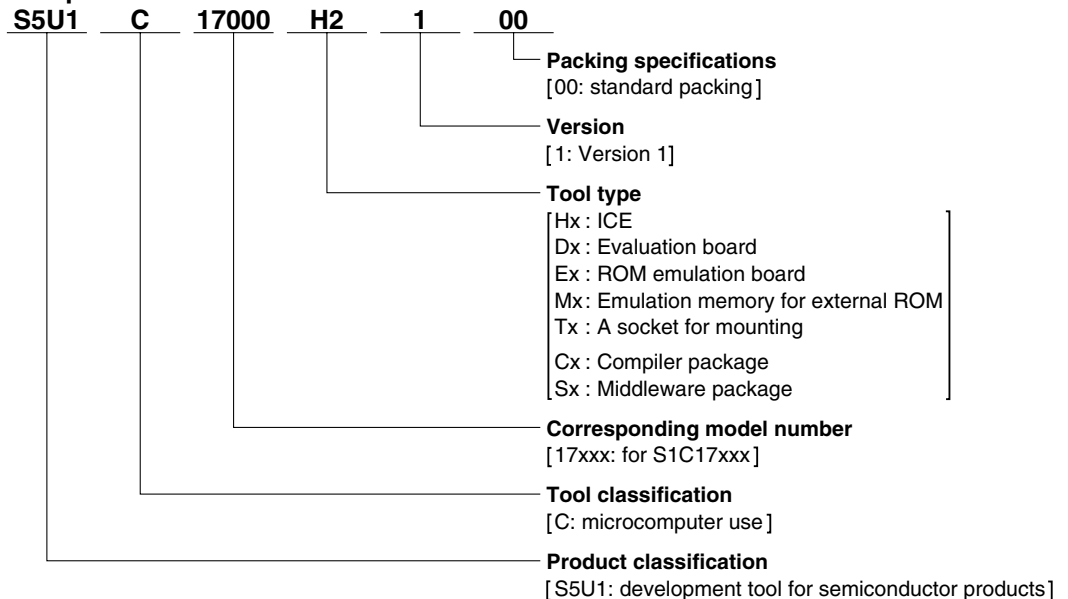 S5U1 C 17000 H2 1 00
Packing specifications
[00: standard packing]
Version
[1: Version 1]
Tool type
[Hx : ICE
Dx : Evaluation board
Ex : ROM emulation board
Mx : Emulation memory for external ROM
Tx : A socket for mounting
Cx : Compiler package
Sx : Middleware package]
Corresponding model number
[17xxx: for S1C17xxx]
Tool classification
[C: microcomputer use]
Product classification
[S5U1: development tool for semiconductor products]